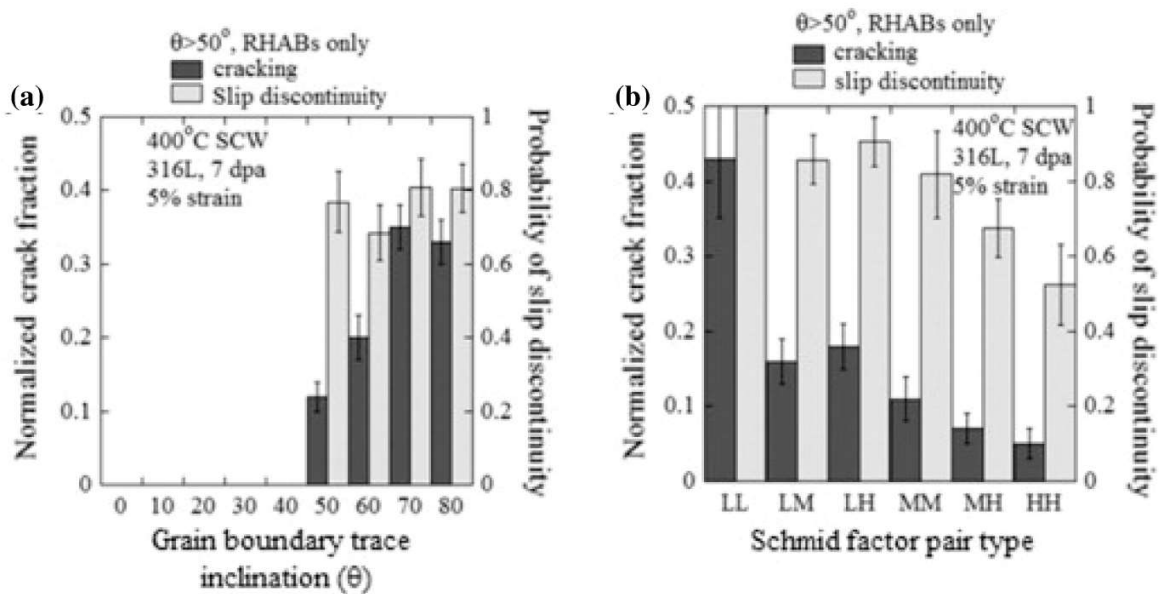 (a)
θ>50°, RHABs only
cracking
Slip discontinuity
400°C SCW
316L, 7 dpa
5% strain
Normalized crack fraction
0.5
0.4
0.3
0.2
0.1
0
Probability of slip discontinuity
1
0.8
0.6
0.4
0.2
0
0 10 20 30 40 50 60 70 80
Grain boundary trace
inclination (θ)
(b)
θ>50°, RHABs only
cracking
slip discontinuity
400°C SCW
316L, 7 dpa
5% strain
Normalized crack fraction
0.5
0.4
0.3
0.2
0.1
0
Probability of slip discontinuity
1
0.8
0.6
0.4
0.2
0
LL LM LH MM MH HH
Schmid factor pair type